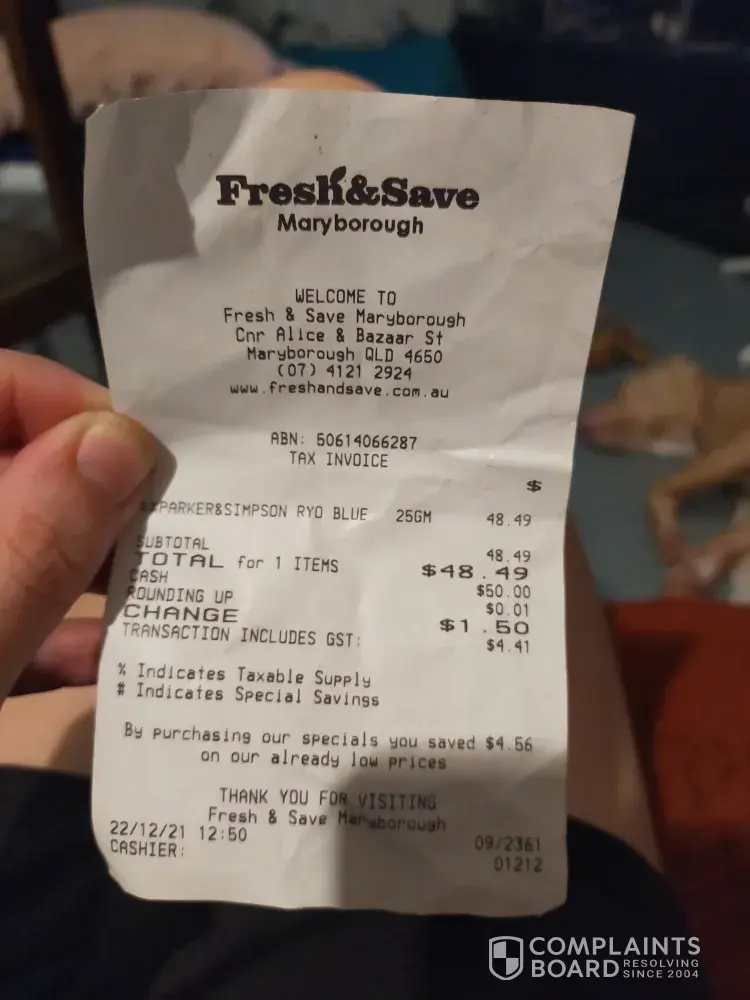 Fresh&Save
Maryborough
WELCOME TO
Fresh & Save Maryborough
Cnr Alice & Bazaar St
Maryborough QLD 4650
(07) 4121 2924
www.freshandsave.com.au
ABN: 50614066287
TAX INVOICE
$
PARKER&SIMPSON RYO BLUE 25GM 48.49
SUBTOTAL 48.49
TOTAL for 1 ITEMS $48.49
CASH $50.00
ROUNDING UP $0.01
CHANGE $1.50
TRANSACTION INCLUDES GST: $4.41
% Indicates Taxable Supply
# Indicates Special Savings
By purchasing our specials you saved $4.56
on our already low prices
THANK YOU FOR VISITING
Fresh & Save Maryborough
22/12/21 12:50 09/2361
CASHIER: 01212
COMPLAINTS
BOARD RESOLVING
SINCE 2004